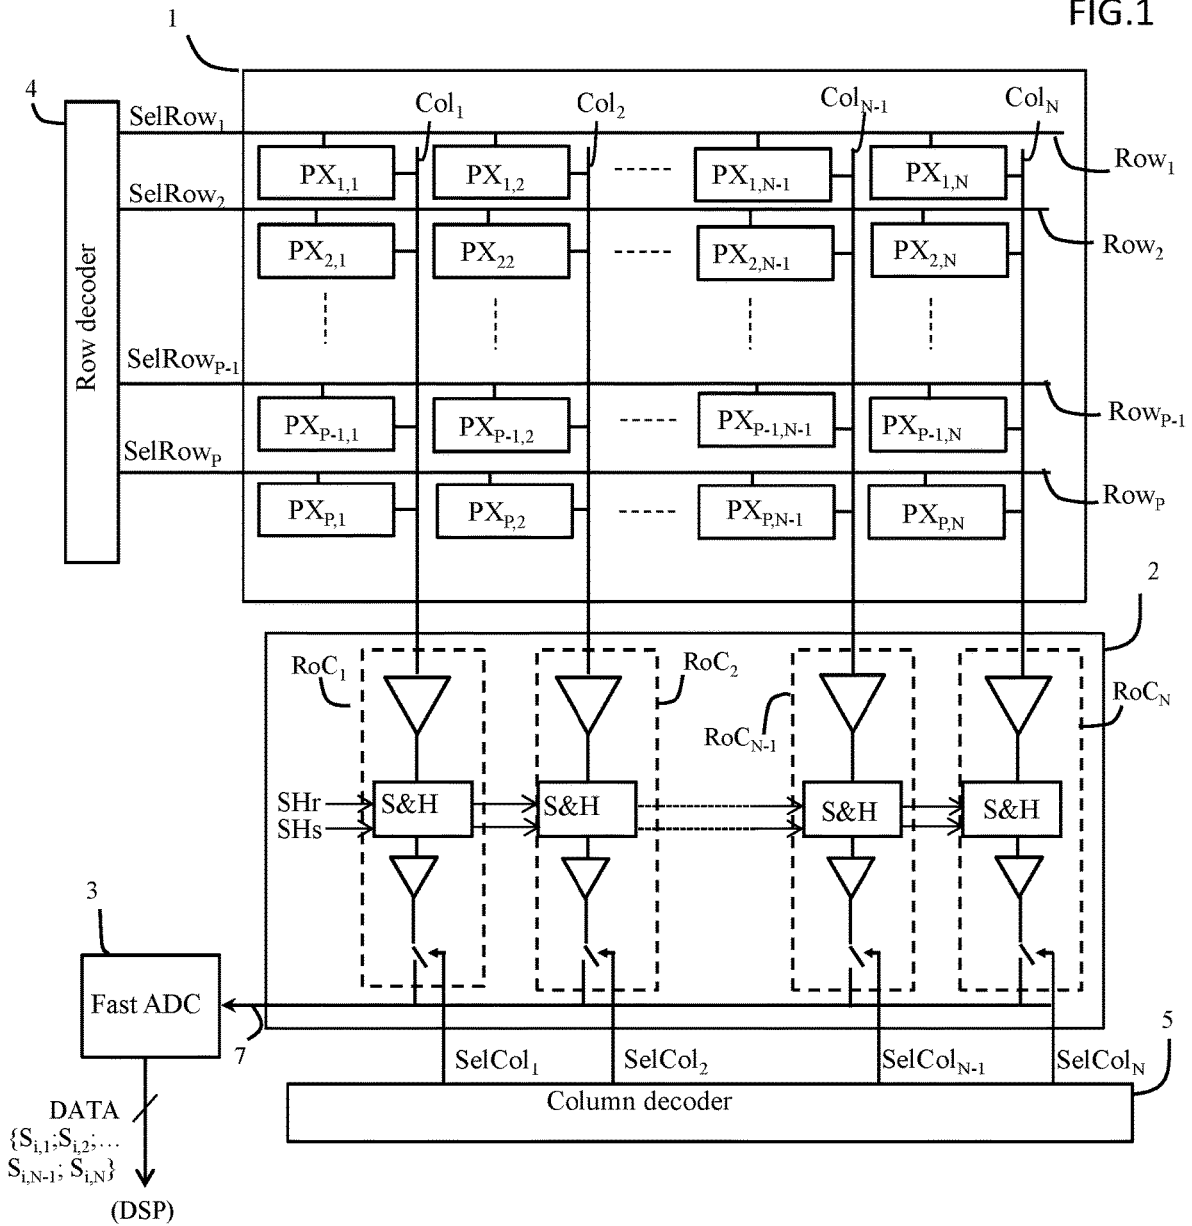 FIG.1
1
4
SelRow1
Col1
Col2
ColN-1
ColN
Row1
PX1,1
PX1,2
PX1,N-1
PX1,N
SelRow2
Row2
PX2,1
PX22
PX2,N-1
PX2,N
Row decoder
SelRowP-1
RowP-1
PXP-1,1
PXP-1,2
PXP-1,N-1
PXP-1,N
SelRowP
RowP
PXP,1
PXP,2
PXP,N-1
PXP,N
2
RoC1
RoC2
RoCN-1
RoCN
SHr
SHs
S&H
S&H
S&H
S&H
3
Fast ADC
7
5
SelCol1
SelCol2
SelColN-1
SelColN
Column decoder
DATA
{Si,1;Si,2;...
Si,N-1; Si,N}
(DSP)